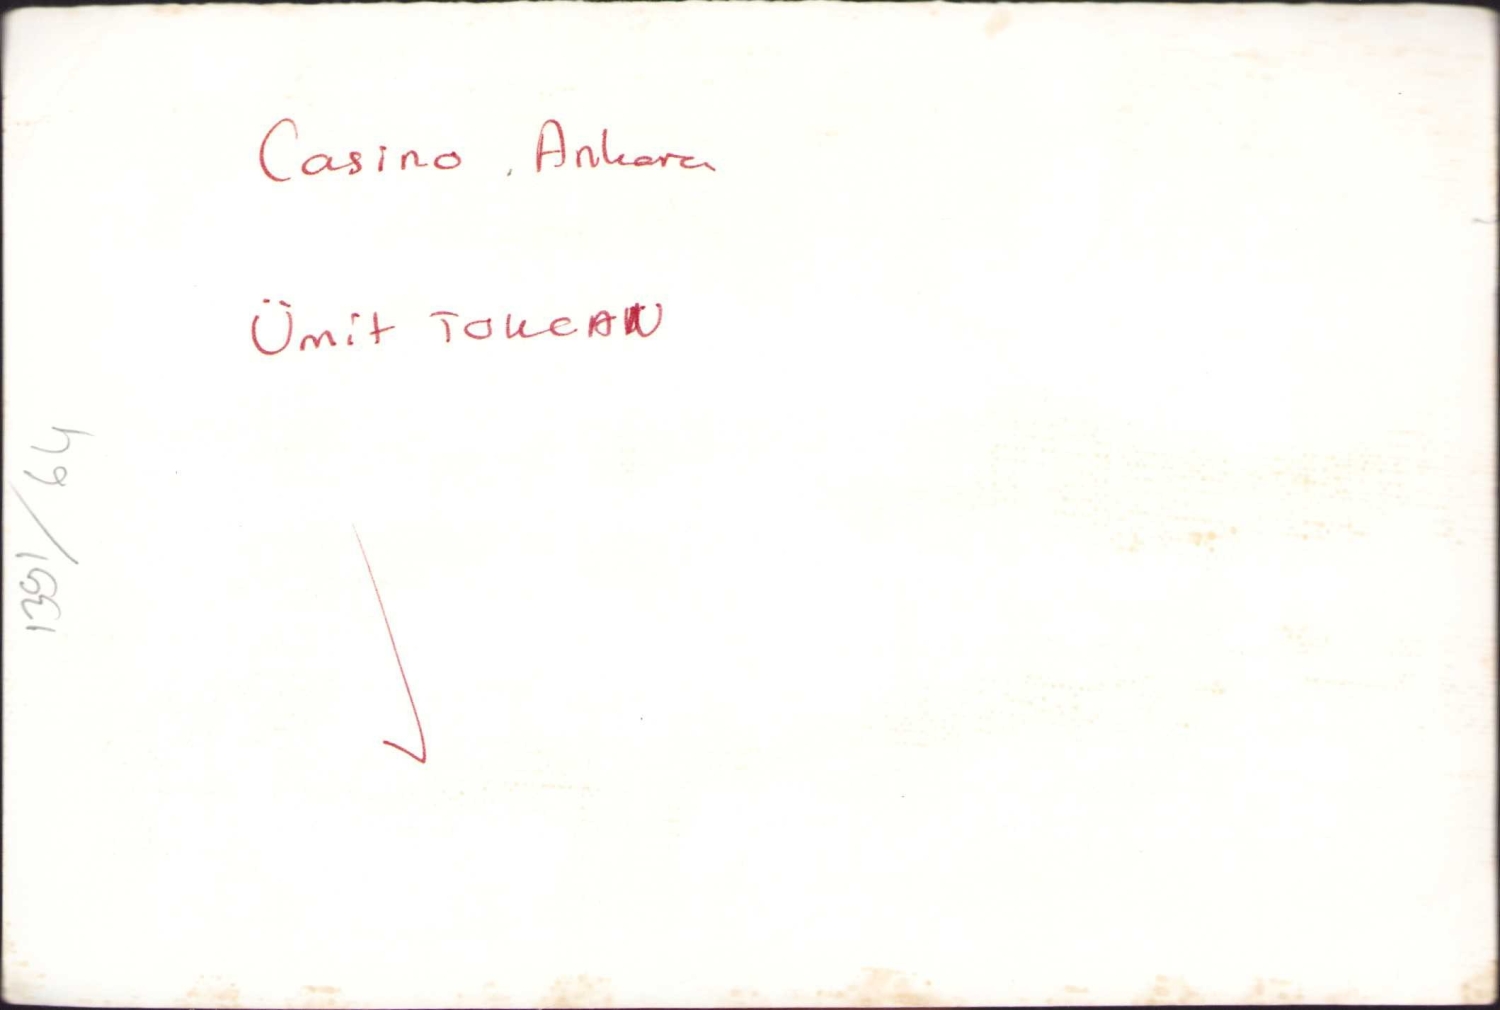 Casino, Ankara
Ümit TOKCAN
1391/64